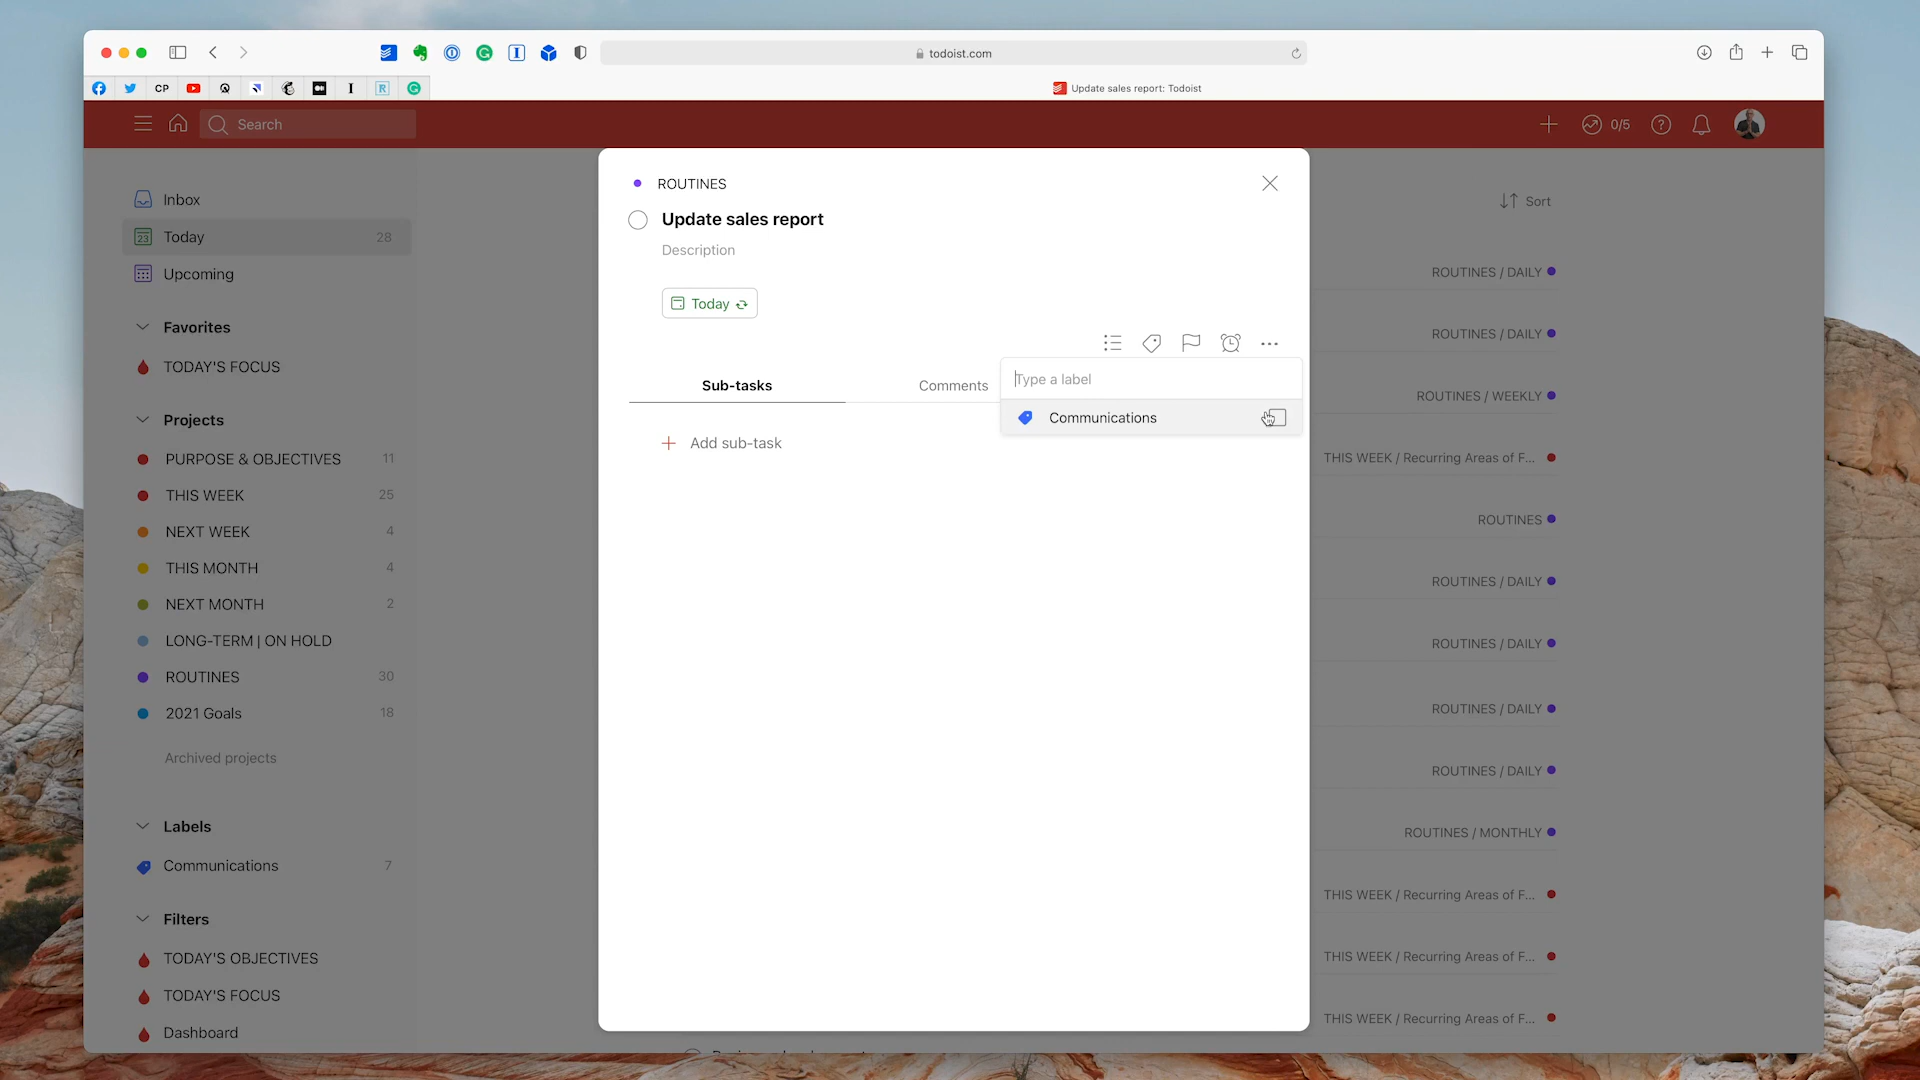 todoist.com
CP
Update sales report: Todoist
Search
0/5
Inbox
23 Today 28
Upcoming
Favorites
TODAY'S FOCUS
Projects
PURPOSE & OBJECTIVES 11
THIS WEEK 25
NEXT WEEK 4
THIS MONTH 4
NEXT MONTH 2
LONG-TERM | ON HOLD
ROUTINES 30
2021 Goals 18
Archived projects
Labels
Communications 7
Filters
TODAY'S OBJECTIVES
TODAY'S FOCUS
Dashboard
ROUTINES
Update sales report
Description
Today
Sub-tasks
Comments
Type a label
Communications
Add sub-task
Sort
ROUTINES / DAILY
ROUTINES / DAILY
ROUTINES / WEEKLY
THIS WEEK / Recurring Areas of F...
ROUTINES
ROUTINES / DAILY
ROUTINES / DAILY
ROUTINES / DAILY
ROUTINES / DAILY
ROUTINES / MONTHLY
THIS WEEK / Recurring Areas of F...
THIS WEEK / Recurring Areas of F...
THIS WEEK / Recurring Areas of F...